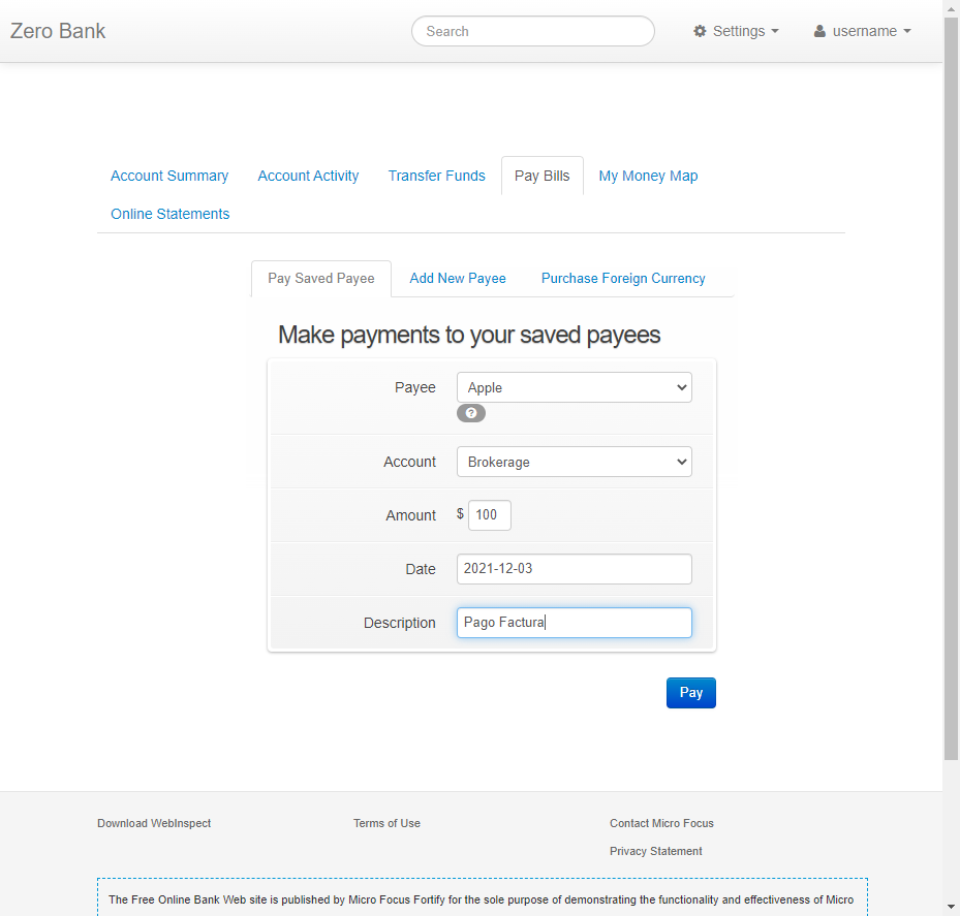 Zero Bank
Search
Settings
username
Account Summary
Account Activity
Transfer Funds
Pay Bills
My Money Map
Online Statements
Pay Saved Payee
Add New Payee
Purchase Foreign Currency
Make payments to your saved payees
Payee
Apple
?
Account
Brokerage
Amount
$ 100
Date
2021-12-03
Description
Pago Factura
Pay
Download WebInspect
Terms of Use
Contact Micro Focus
Privacy Statement
The Free Online Bank Web site is published by Micro Focus Fortify for the sole purpose of demonstrating the functionality and effectiveness of Micro